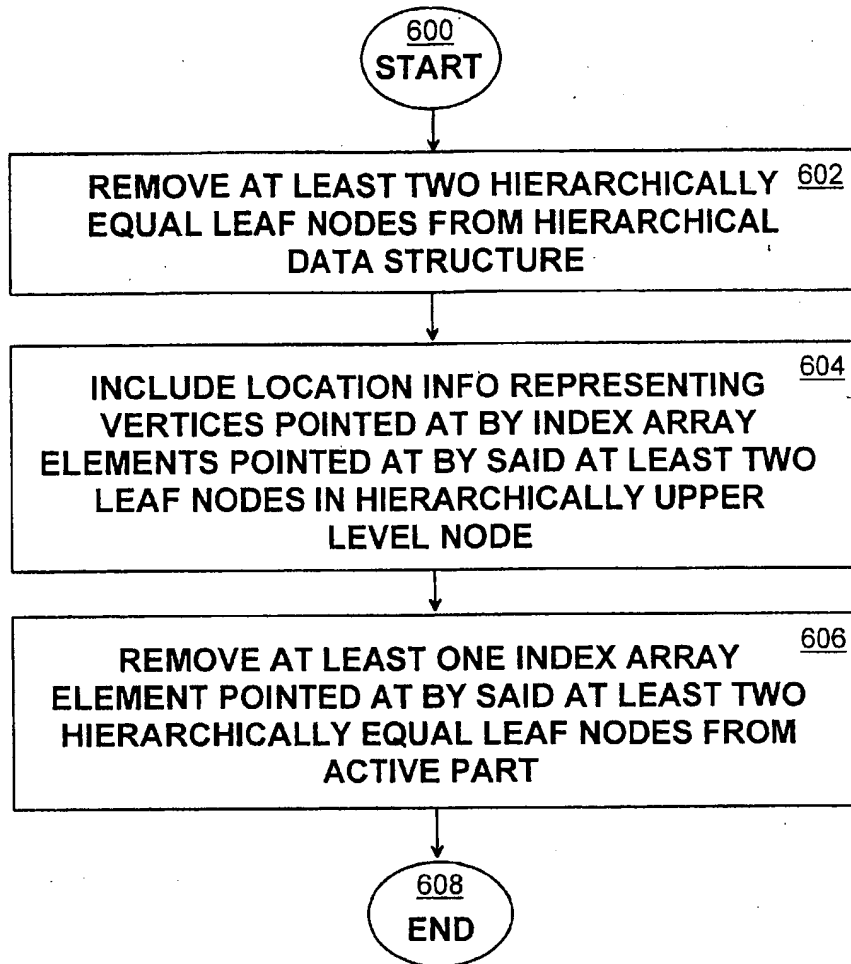 600
START
602
REMOVE AT LEAST TWO HIERARCHICALLY
EQUAL LEAF NODES FROM HIERARCHICAL
DATA STRUCTURE
604
INCLUDE LOCATION INFO REPRESENTING
VERTICES POINTED AT BY INDEX ARRAY
ELEMENTS POINTED AT BY SAID AT LEAST TWO
LEAF NODES IN HIERARCHICALLY UPPER
LEVEL NODE
606
REMOVE AT LEAST ONE INDEX ARRAY
ELEMENT POINTED AT BY SAID AT LEAST TWO
HIERARCHICALLY EQUAL LEAF NODES FROM
ACTIVE PART
608
END